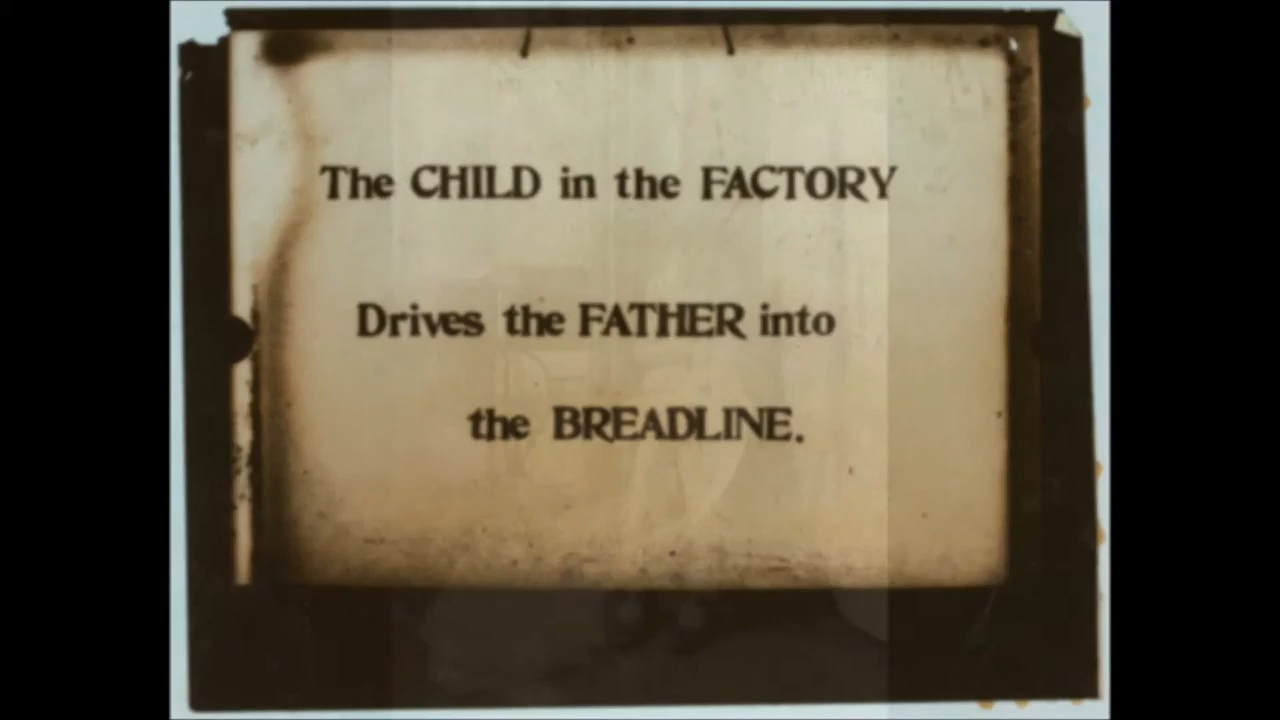 The CHILD in the FACTORY
Drives the FATHER into
the BREADLINE.